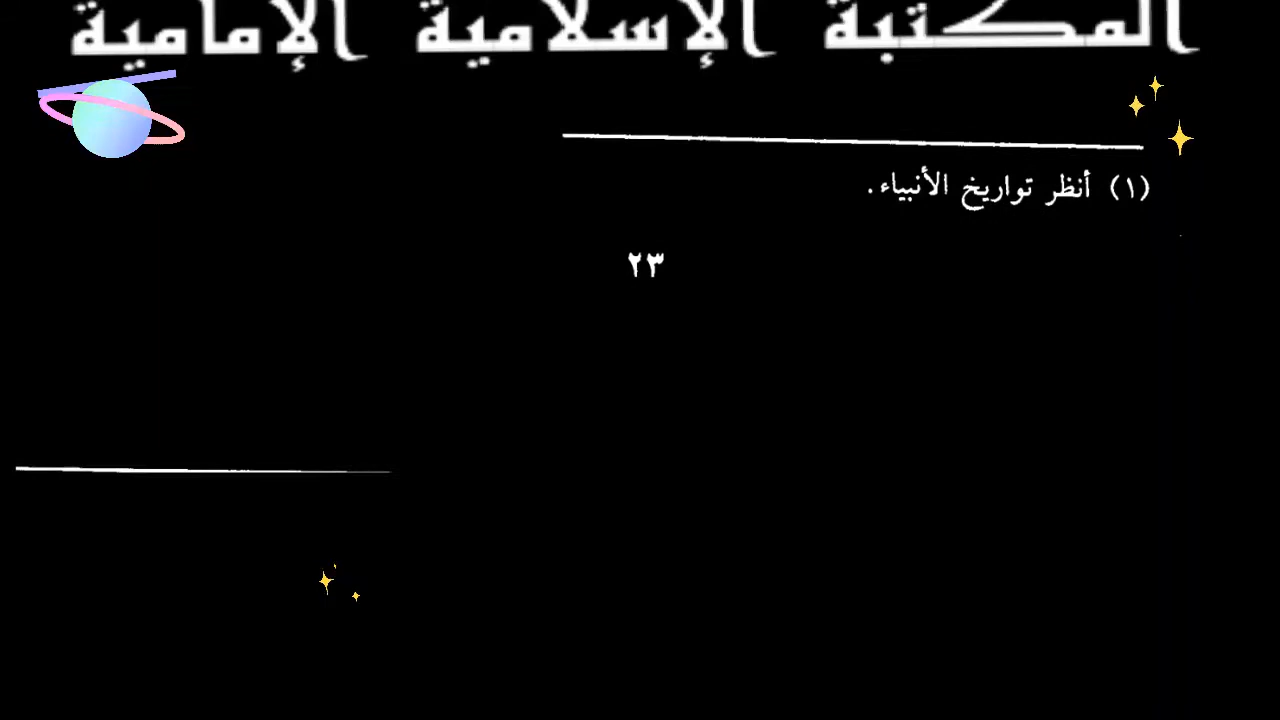 المكتبة الإسلامية الإمامية
(١) أنظر تواريخ الأنبياء.
٢٣